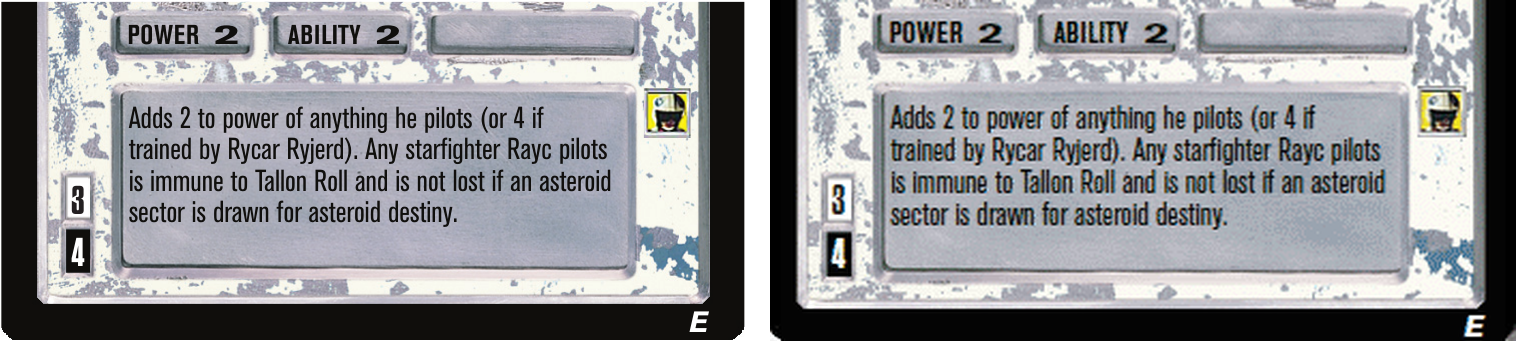 POWER 2 ABILITY 2
Adds 2 to power of anything he pilots (or 4 if
trained by Rycar Ryjerd). Any starfighter Rayc pilots
is immune to Tallon Roll and is not lost if an asteroid
sector is drawn for asteroid destiny.
3
4
E
POWER 2 ABILITY 2
Adds 2 to power of anything he pilots (or 4 if
trained by Rycar Ryjerd). Any starfighter Rayc pilots
is immune to Tallon Roll and is not lost if an asteroid
sector is drawn for asteroid destiny.
3
4
E